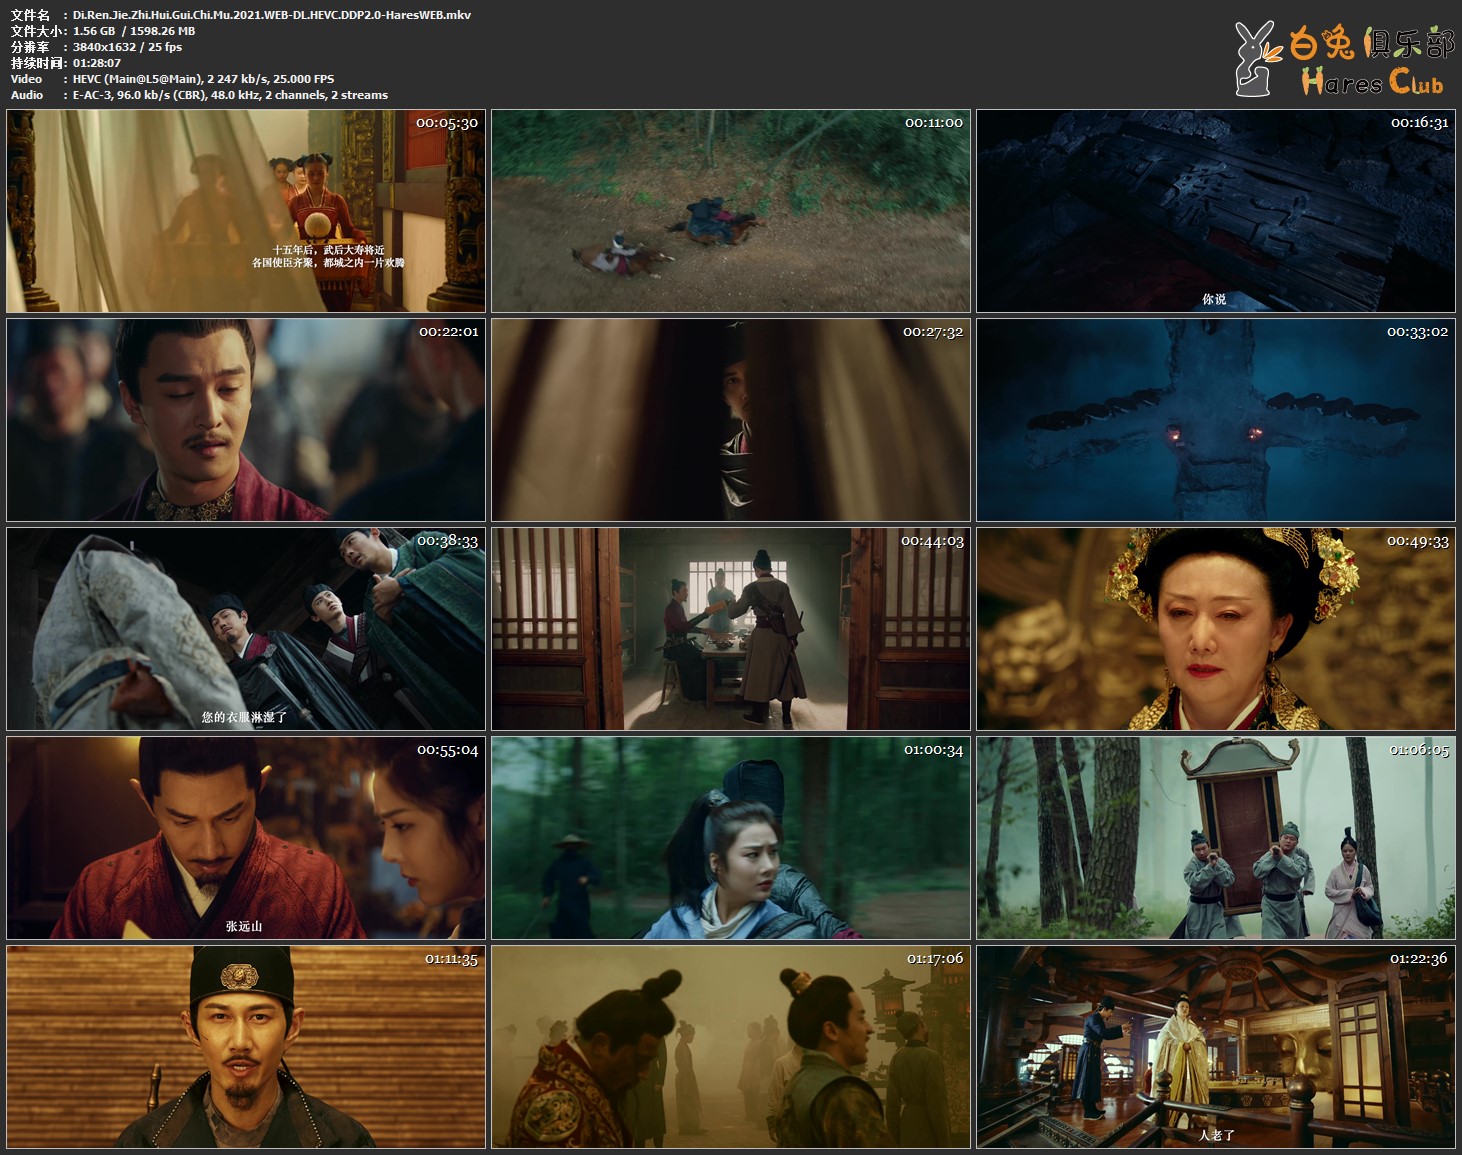 文件名 : Di.Ren.Jie.Zhi.Hui.Gui.Chi.Mu.2021.WEB-DL.HEVC.DDP2.0-HaresWEB.mkv
文件大小: 1.56 GB / 1598.26 MB
分辨率 : 3840x1632 / 25 fps
持续时间: 01:28:07
Video : HEVC (Main@L5@Main), 2 247 kb/s, 25.000 FPS
Audio : E-AC-3, 96.0 kb/s (CBR), 48.0 kHz, 2 channels, 2 streams
白兔俱乐部
Hares Club
00:05:30
十五年后，武后大寿将近
各国使臣齐聚，都城之内一片欢腾
00:11:00
00:16:31
你说
00:22:01
00:27:32
00:33:02
00:38:33
您的衣服淋湿了
00:44:03
00:49:33
00:55:04
张远山
01:00:34
01:06:05
01:11:35
01:17:06
01:22:36
人老了